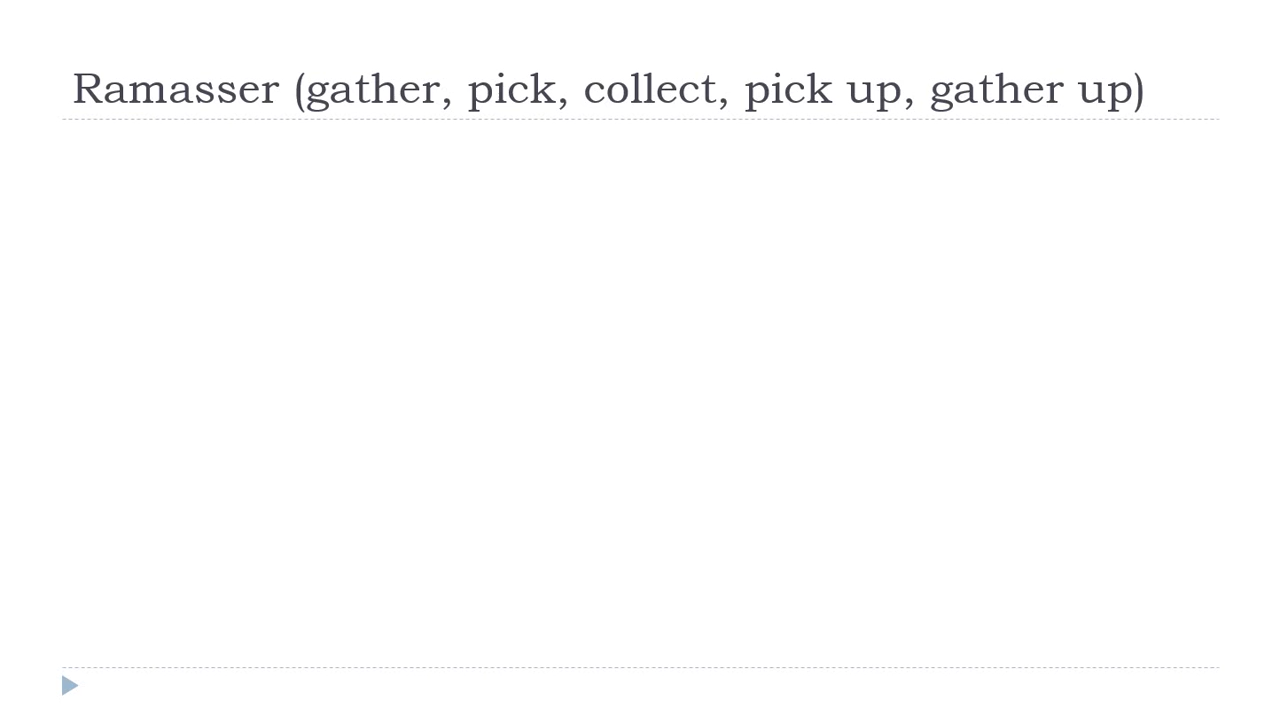 Ramasser (gather, pick, collect, pick up, gather up)